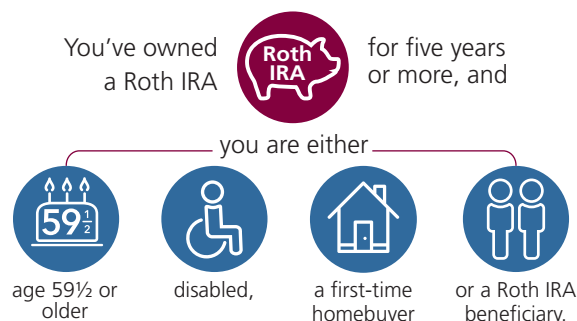 You’ve owned
a Roth IRA
Roth
IRA
for five years
or more, and
you are either
59½
age 59½ or
older
disabled,
a first-time
homebuyer
or a Roth IRA
beneficiary.